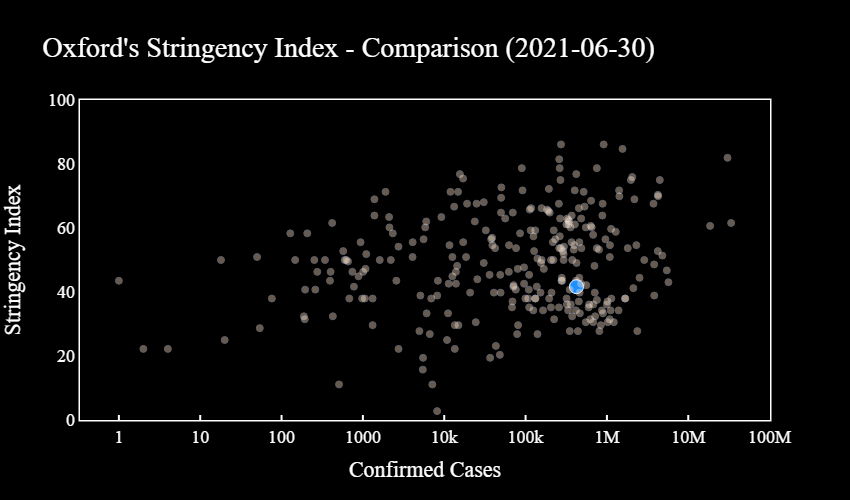 Oxford's Stringency Index - Comparison (2021-06-30)
100
80
60
40
20
0
Stringency Index
1 10 100 1000 10k 100k 1M 10M 100M
Confirmed Cases